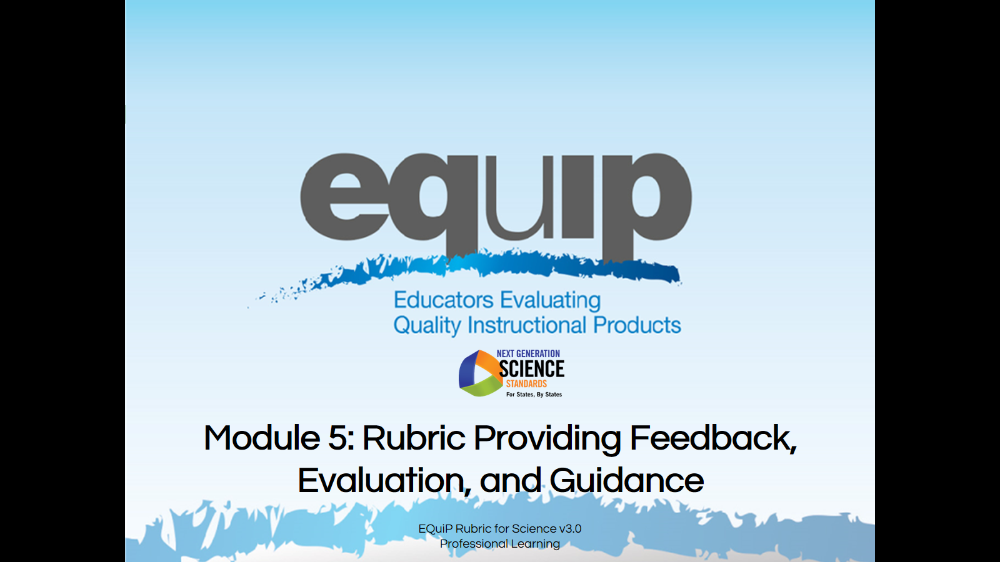 equip
Educators Evaluating
Quality Instructional Products
NEXT GENERATION
SCIENCE
STANDARDS
For States, By States
Module 5: Rubric Providing Feedback,
Evaluation, and Guidance
EQuiP Rubric for Science v3.0
Professional Learning